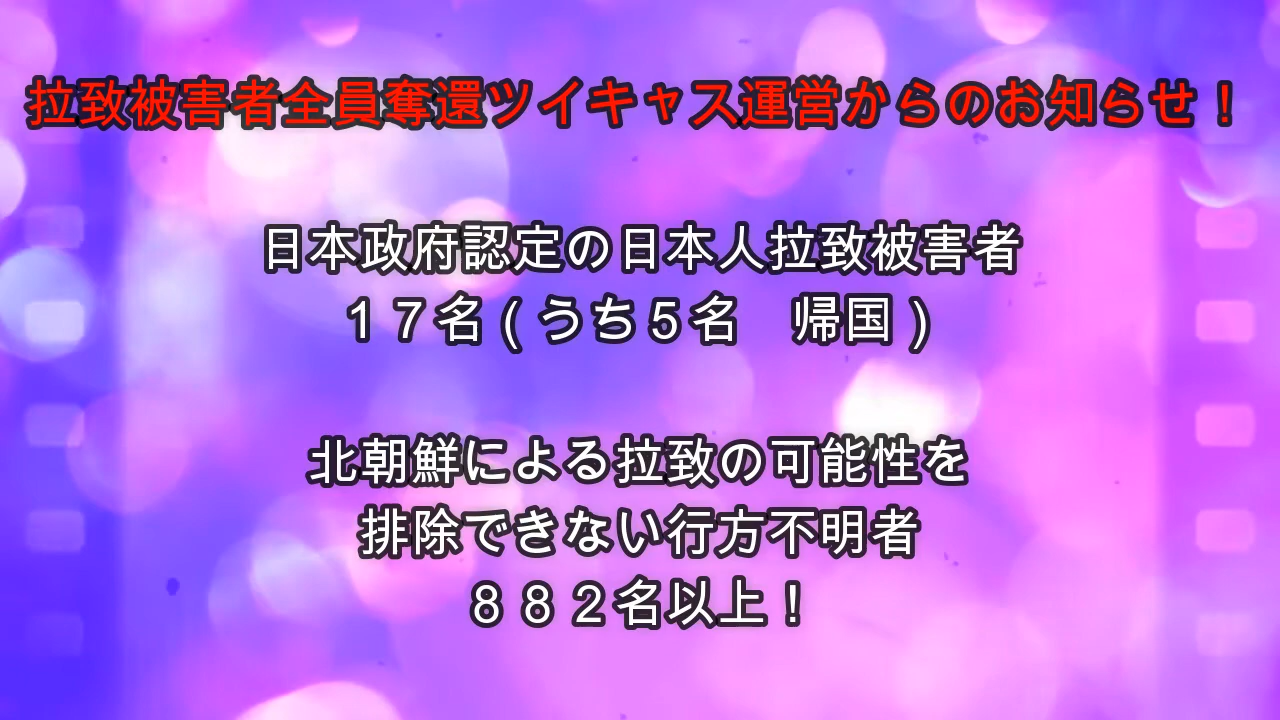 拉致被害者全員奪還ツイキャス運営からのお知らせ！
日本政府認定の日本人拉致被害者
１７名（うち５名　帰国）
北朝鮮による拉致の可能性を
排除できない行方不明者
８８２名以上！